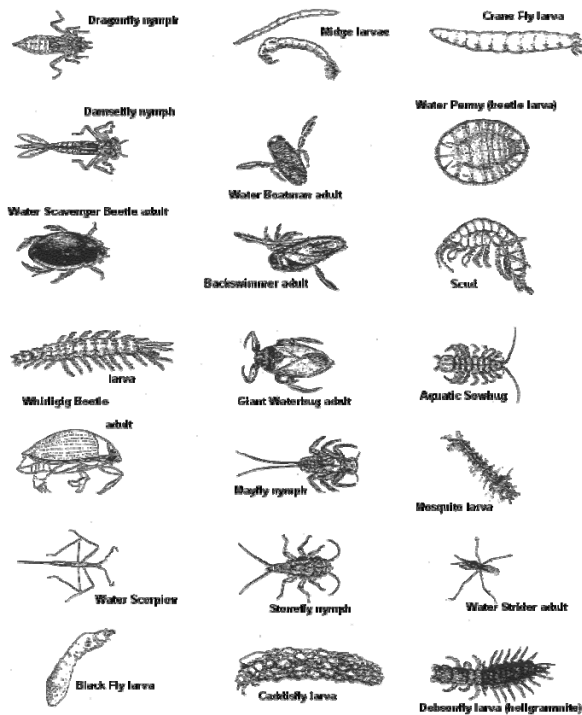 Dragonfly nymph
Midge larvae
Crane Fly larva
Damselfly nymph
Water Boatman adult
Water Penny (beetle larva)
Water Scavenger Beetle adult
Backswimmer adult
Scud
larva
Whirligig Beetle
adult
Giant Waterbug adult
Aquatic Sowbug
Mayfly nymph
Mosquito larva
Water Scorpion
Stonefly nymph
Water Strider adult
Black Fly larva
Caddisfly larva
Dobsonfly larva (hellgrammite)